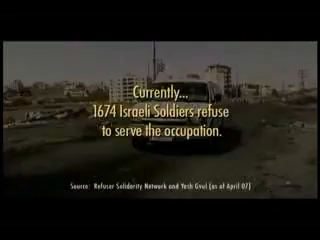 Currently...
1674 Israeli Soldiers refuse
to serve the occupation.
Source: Refuser Solidarity Network and Yesh Gvul (as of April 07)